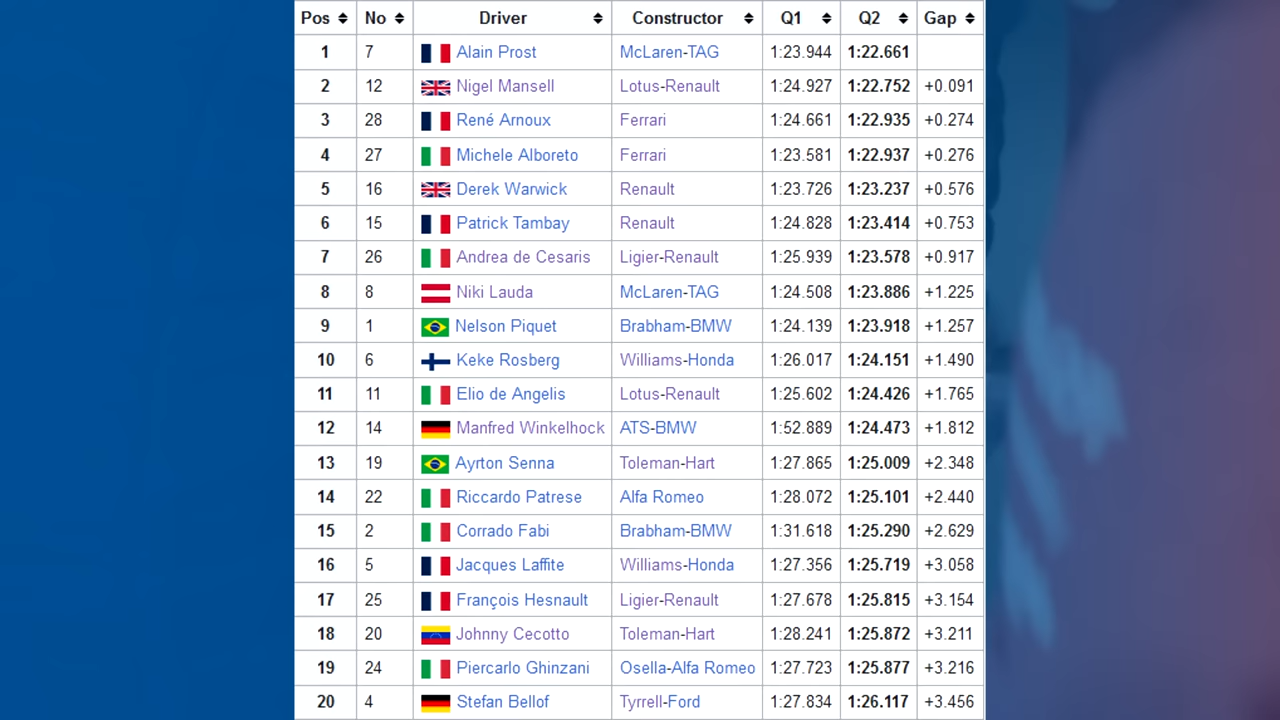 Pos No Driver Constructor Q1 Q2 Gap
1 7 Alain Prost McLaren-TAG 1:23.944 1:22.661
2 12 Nigel Mansell Lotus-Renault 1:24.927 1:22.752 +0.091
3 28 René Arnoux Ferrari 1:24.661 1:22.935 +0.274
4 27 Michele Alboreto Ferrari 1:23.581 1:22.937 +0.276
5 16 Derek Warwick Renault 1:23.726 1:23.237 +0.576
6 15 Patrick Tambay Renault 1:24.828 1:23.414 +0.753
7 26 Andrea de Cesaris Ligier-Renault 1:25.939 1:23.578 +0.917
8 8 Niki Lauda McLaren-TAG 1:24.508 1:23.886 +1.225
9 1 Nelson Piquet Brabham-BMW 1:24.139 1:23.918 +1.257
10 6 Keke Rosberg Williams-Honda 1:26.017 1:24.151 +1.490
11 11 Elio de Angelis Lotus-Renault 1:25.602 1:24.426 +1.765
12 14 Manfred Winkelhock ATS-BMW 1:52.889 1:24.473 +1.812
13 19 Ayrton Senna Toleman-Hart 1:27.865 1:25.009 +2.348
14 22 Riccardo Patrese Alfa Romeo 1:28.072 1:25.101 +2.440
15 2 Corrado Fabi Brabham-BMW 1:31.618 1:25.290 +2.629
16 5 Jacques Laffite Williams-Honda 1:27.356 1:25.719 +3.058
17 25 François Hesnault Ligier-Renault 1:27.678 1:25.815 +3.154
18 20 Johnny Cecotto Toleman-Hart 1:28.241 1:25.872 +3.211
19 24 Piercarlo Ghinzani Osella-Alfa Romeo 1:27.723 1:25.877 +3.216
20 4 Stefan Bellof Tyrrell-Ford 1:27.834 1:26.117 +3.456